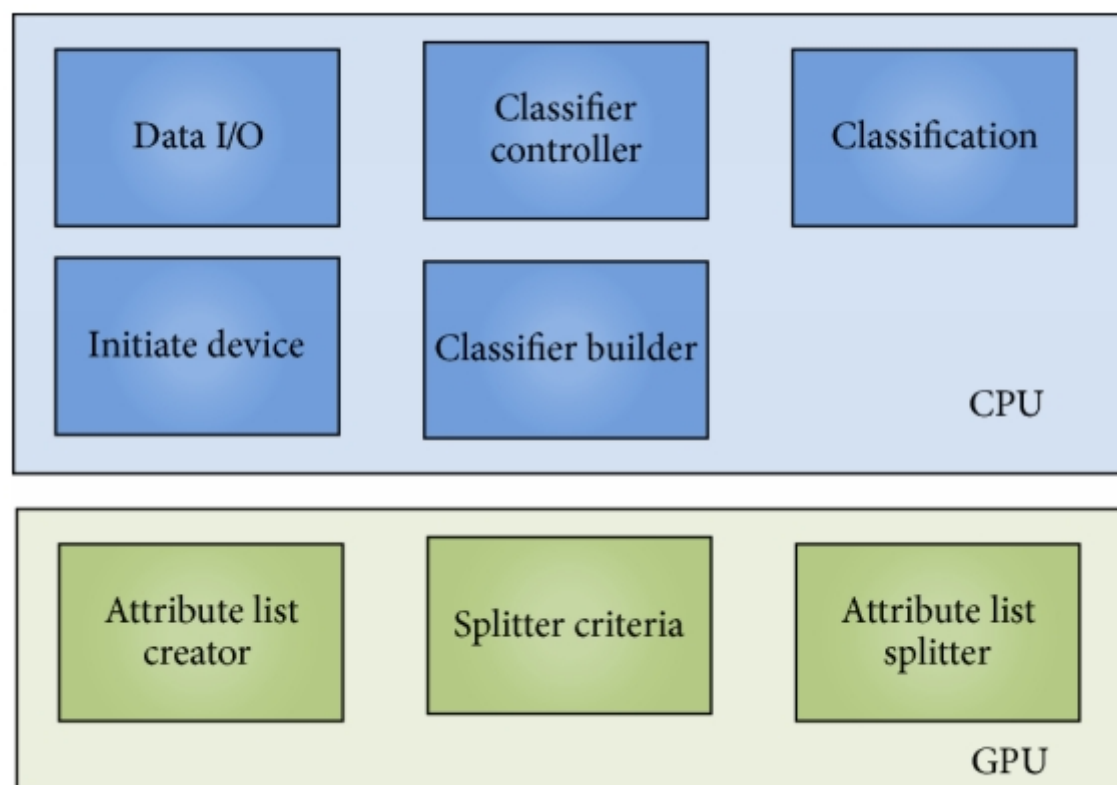 Data I/O
Classifier
controller
Classification
Initiate device
Classifier builder
CPU
Attribute list
creator
Splitter criteria
Attribute list
splitter
GPU